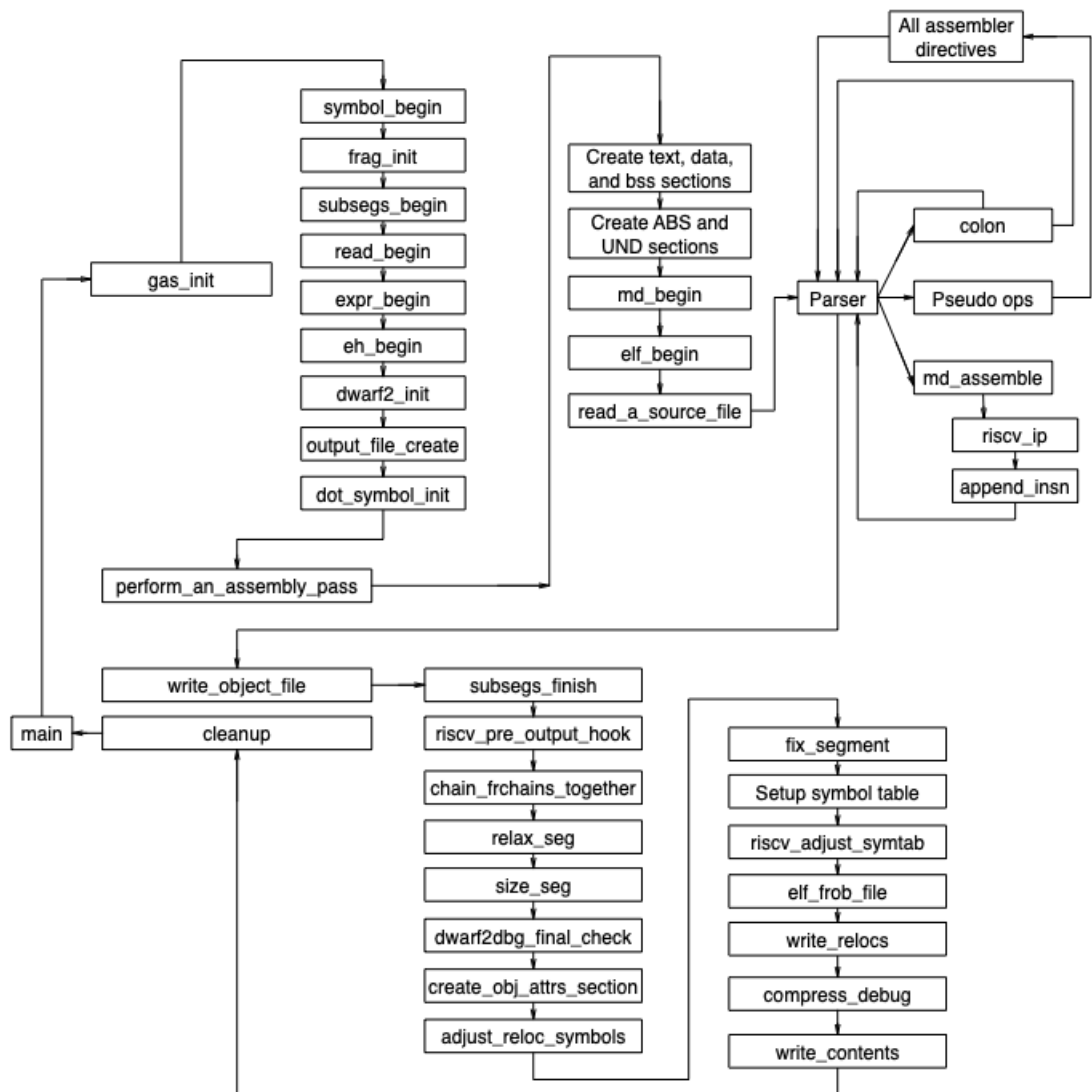 All assembler
directives
symbol_begin
frag_init
subsegs_begin
read_begin
expr_begin
eh_begin
dwarf2_init
output_file_create
dot_symbol_init
gas_init
perform_an_assembly_pass
Create text, data,
and bss sections
Create ABS and
UND sections
md_begin
elf_begin
read_a_source_file
Parser
colon
Pseudo ops
md_assemble
riscv_ip
append_insn
write_object_file
cleanup
main
subsegs_finish
riscv_pre_output_hook
chain_frchains_together
relax_seg
size_seg
dwarf2dbg_final_check
create_obj_attrs_section
adjust_reloc_symbols
fix_segment
Setup symbol table
riscv_adjust_symtab
elf_frob_file
write_relocs
compress_debug
write_contents